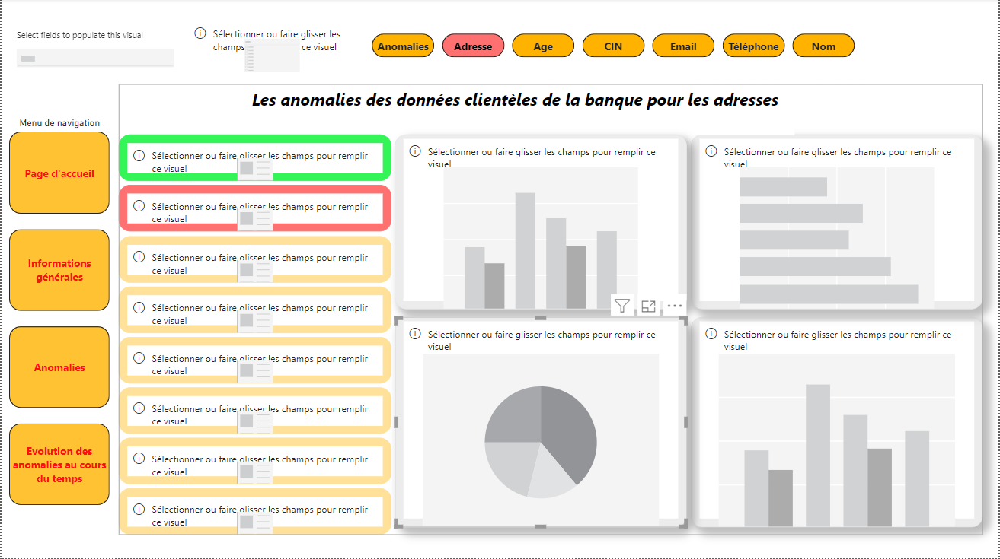 Select fields to populate this visual
Sélectionner ou faire glisser les
champs ce visuel
Anomalies
Adresse
Age
CIN
Email
Téléphone
Nom
Les anomalies des données clientèles de la banque pour les adresses
Menu de navigation
Page d'accueil
Informations
générales
Anomalies
Evolution des
anomalies au cours
du temps
Sélectionner ou faire glisser les champs pour remplir
ce visuel
Sélectionner ou faire glisser les champs pour remplir
ce visuel
Sélectionner ou faire glisser les champs pour remplir
ce visuel
Sélectionner ou faire glisser les champs pour remplir
ce visuel
Sélectionner ou faire glisser les champs pour remplir
ce visuel
Sélectionner ou faire glisser les champs pour remplir
ce visuel
Sélectionner ou faire glisser les champs pour remplir
ce visuel
Sélectionner ou faire glisser les champs pour remplir
ce visuel
Sélectionner ou faire glisser les champs pour remplir ce
visuel
Sélectionner ou faire glisser les champs pour remplir ce
visuel
Sélectionner ou faire glisser les champs pour remplir ce
visuel
Sélectionner ou faire glisser les champs pour remplir ce
visuel